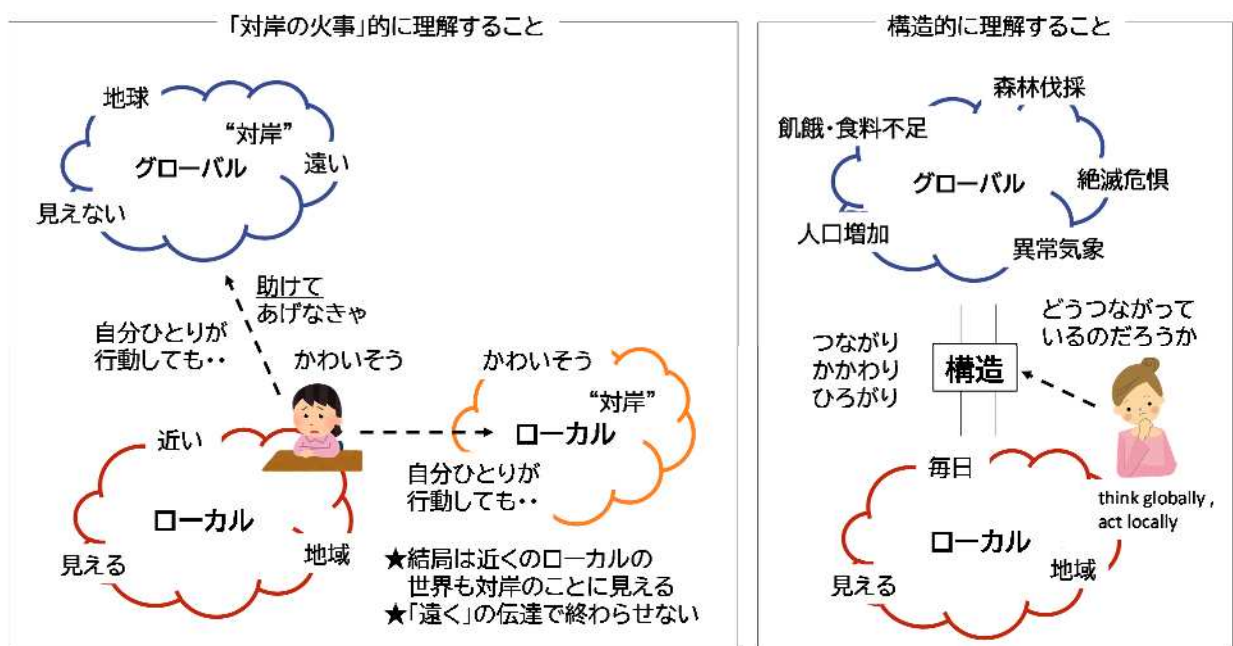 「対岸の火事」的に理解すること
地球
“対岸”
グローバル
遠い
見えない
助けて
あげなきゃ
自分ひとりが
行動しても・・
かわいそう
かわいそう
“対岸”
ローカル
自分ひとりが
行動しても・・
近い
ローカル
見える
地域
★結局は近くのローカルの
世界も対岸のことに見える
★「遠く」の伝達で終わらせない
構造的に理解すること
森林伐採
飢餓・食料不足
グローバル
絶滅危惧
人口増加
異常気象
どうつながって
いるのだろうか
つながり
かかわり
ひろがり
構造
毎日
think globally ,
act locally
ローカル
見える
地域